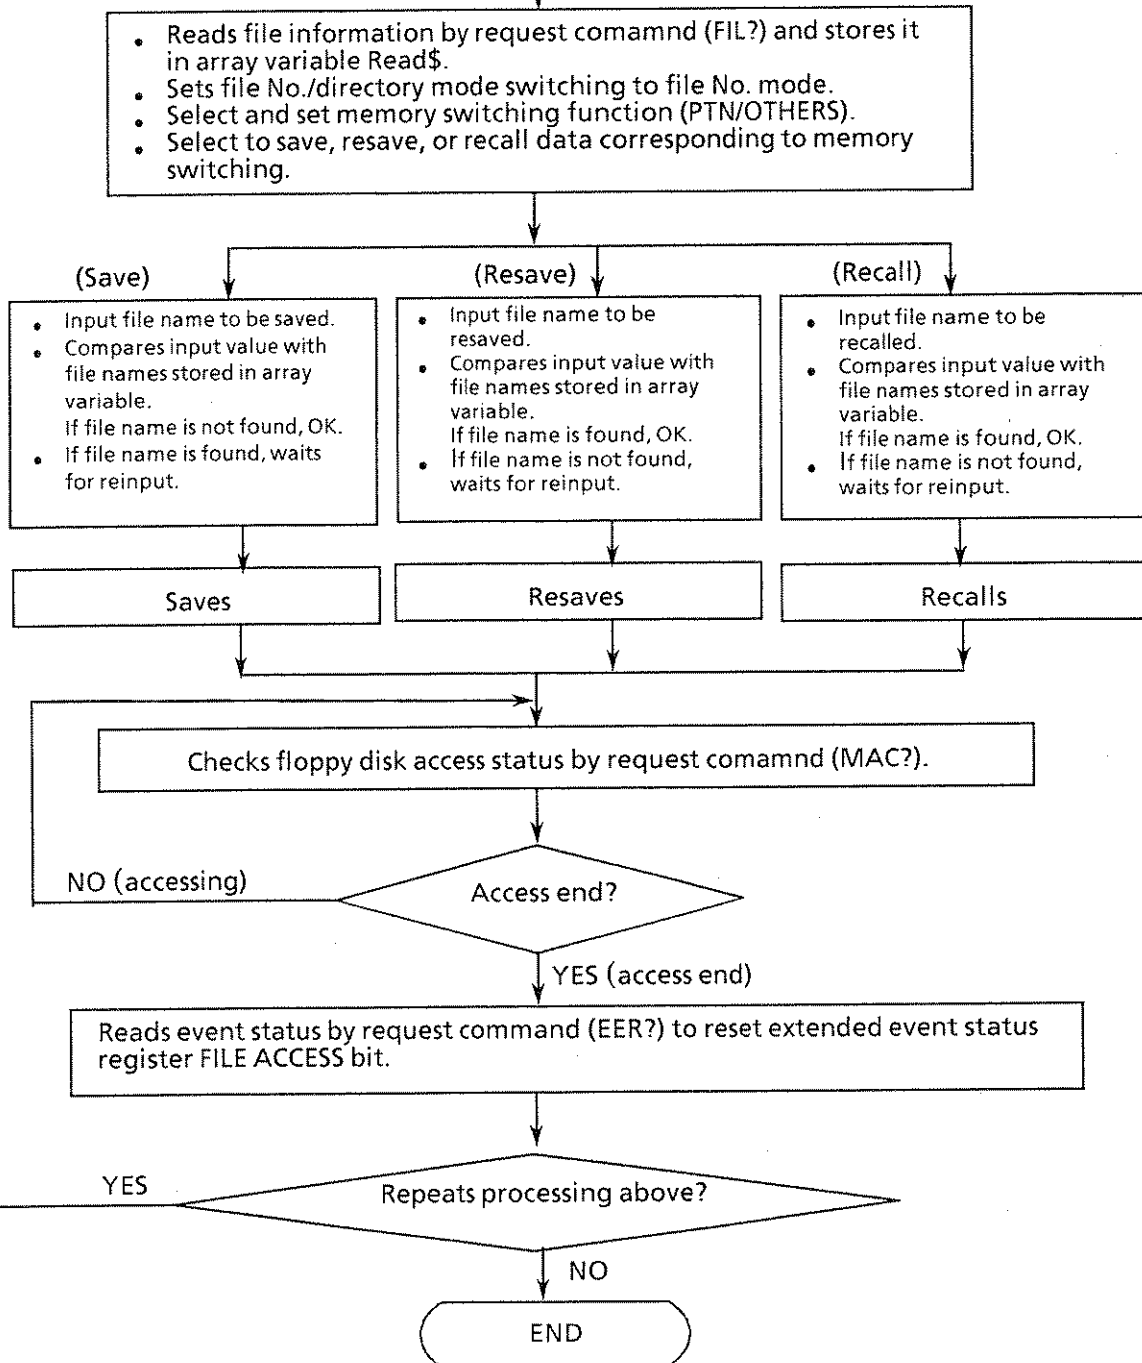 • Reads file information by request comamnd (FIL?) and stores it
in array variable Read$.
• Sets file No./directory mode switching to file No. mode.
• Select and set memory switching function (PTN/OTHERS).
• Select to save, resave, or recall data corresponding to memory
switching.
(Save)
• Input file name to be saved.
• Compares input value with
file names stored in array
variable.
If file name is not found, OK.
• If file name is found, waits
for reinput.
Saves
(Resave)
• Input file name to be
resaved.
• Compares input value with
file names stored in array
variable.
If file name is found, OK.
• If file name is not found,
waits for reinput.
Resaves
(Recall)
• Input file name to be
recalled.
• Compares input value with
file names stored in array
variable.
If file name is found, OK.
• If file name is not found,
waits for reinput.
Recalls
Checks floppy disk access status by request comamnd (MAC?).
NO (accessing)
Access end?
YES (access end)
Reads event status by request command (EER?) to reset extended event status
register FILE ACCESS bit.
YES
Repeats processing above?
NO
END